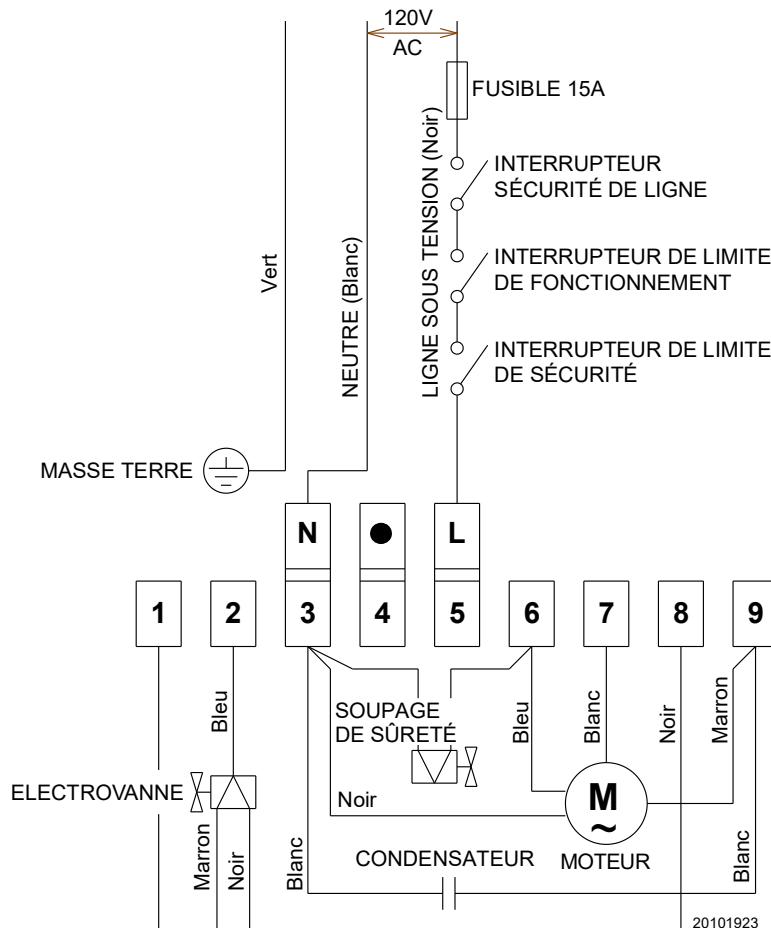 120V
AC
FUSIBLE 15A
LIGNE SOUS TENSION (Noir)
INTERRUPTEUR
SÉCURITÉ DE LIGNE
INTERRUPTEUR DE LIMITE
DE FONCTIONNEMENT
INTERRUPTEUR DE LIMITE
DE SÉCURITÉ
Vert
NEUTRE (Blanc)
MASSE TERRE
N
L
1
2
3
4
5
6
7
8
9
Bleu
SOUPAGE
DE SÛRETÉ
Bleu
Blanc
Noir
Marron
ELECTROVANNE
Noir
M
~
Marron
Noir
Blanc
CONDENSATEUR
MOTEUR
Blanc
20101923